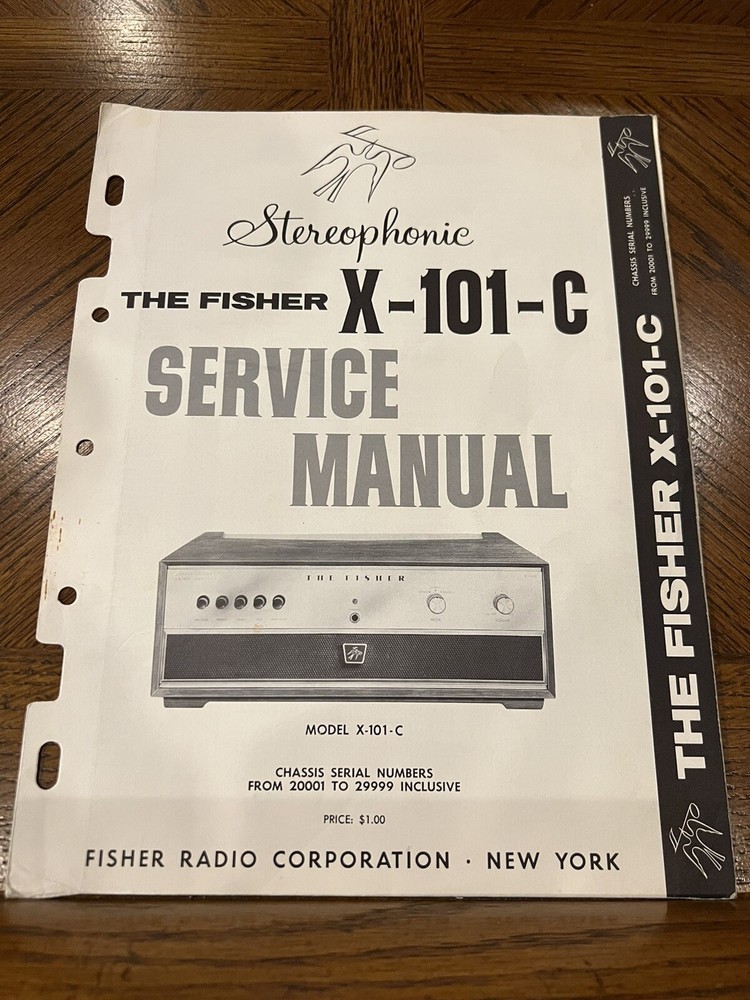 Stereophonic
THE FISHER X-101-C
SERVICE
MANUAL
THE FISHER
MODEL X-101-C
CHASSIS SERIAL NUMBERS
FROM 20001 TO 29999 INCLUSIVE
PRICE: $1.00
FISHER RADIO CORPORATION · NEW YORK
CHASSIS SERIAL NUMBERS
FROM 20001 TO 29999 INCLUSIVE
THE FISHER X-101-C